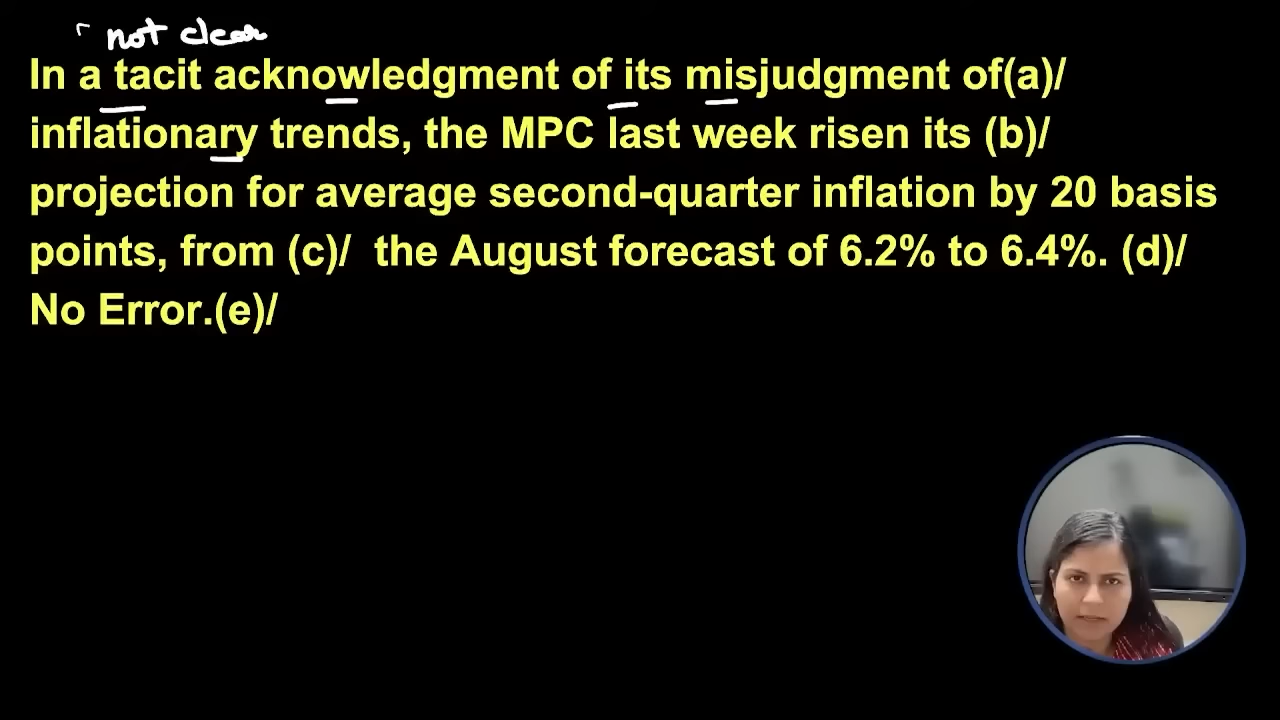 not clear
In a tacit acknowledgment of its misjudgment of(a)/
inflationary trends, the MPC last week risen its (b)/
projection for average second-quarter inflation by 20 basis
points, from (c)/ the August forecast of 6.2% to 6.4%. (d)/
No Error.(e)/